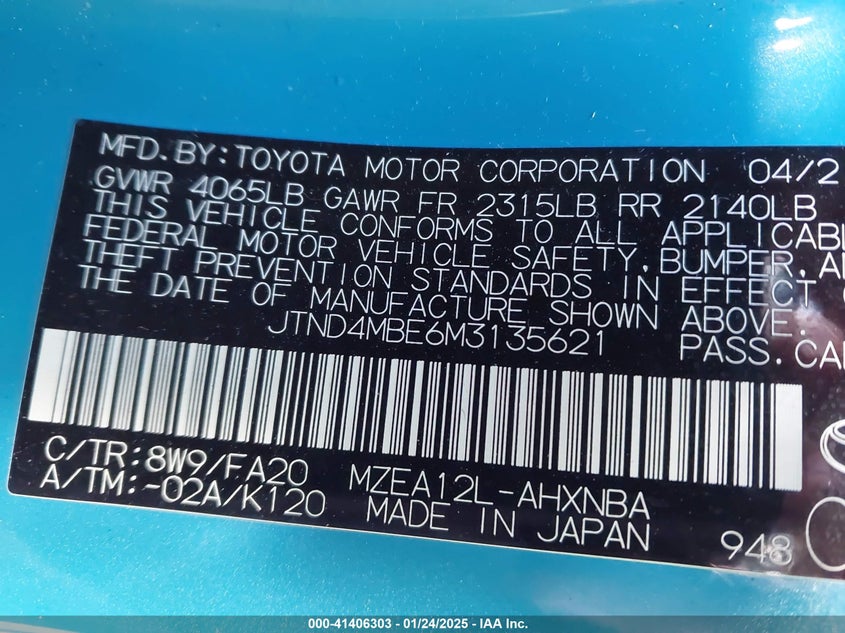 MFD.BY:TOYOTA MOTOR CORPORATION 04/2
GVWR 4065LB GAWR FR 2315LB RR 2140LB
THIS VEHICLE CONFORMS TO ALL APPLICABL
FEDERAL MOTOR VEHICLE SAFETY,BUMPER,A
THEFT PREVENTION STANDARDS IN EFFECT
THE DATE OF MANUFACTURE SHOWN ABOVE.
JTND4MBE6M3135621 PASS.CA
C/TR:8W9/FA20 MZEA12L-AHXNBA
A/TM:-02A/K120 MADE IN JAPAN 948
000-41406303 - 01/24/2025 - IAA Inc.